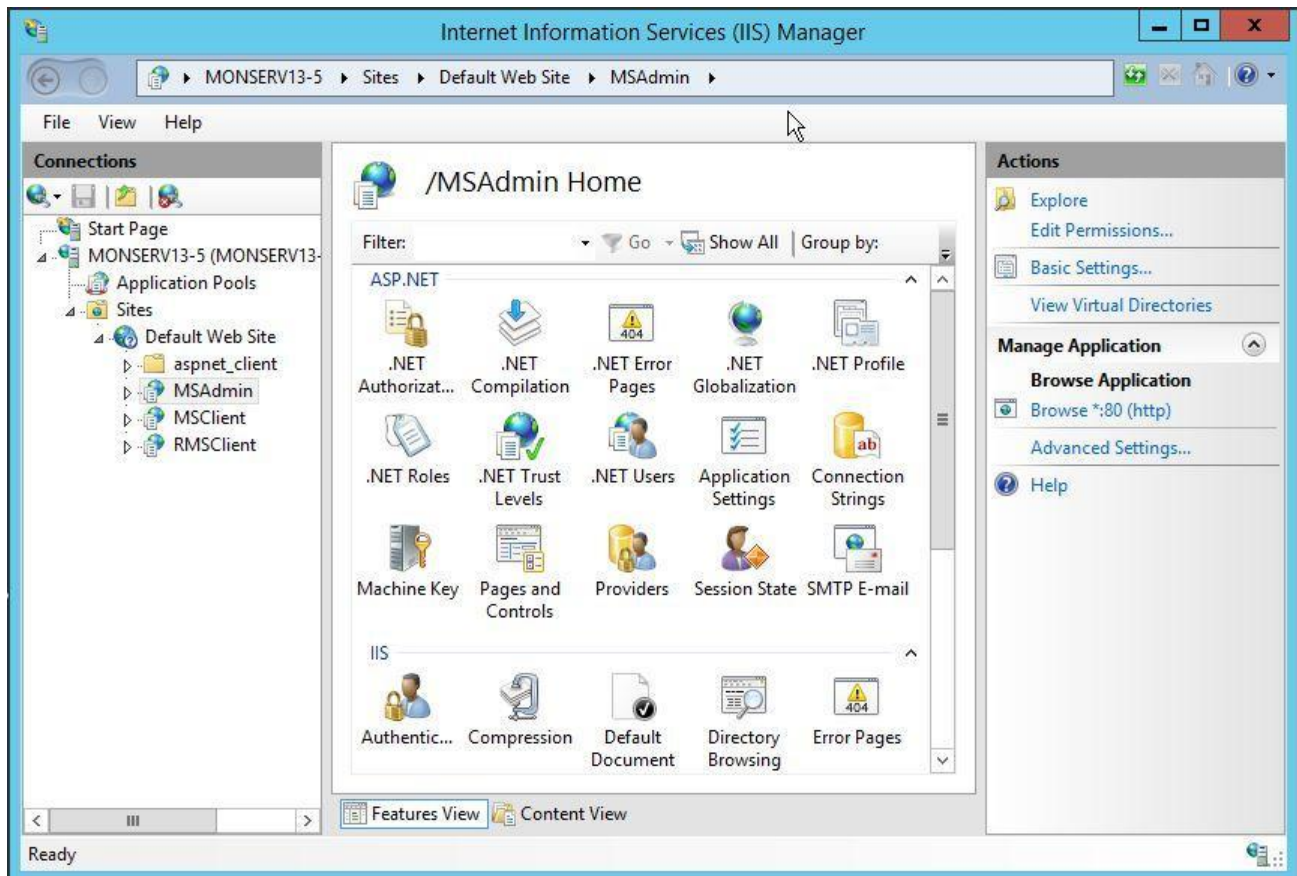 Internet Information Services (IIS) Manager
MONSERV13-5 Sites Default Web Site MSAdmin
File View Help
Connections
Start Page
MONSERV13-5 (MONSERV13-
Application Pools
Sites
Default Web Site
aspnet_client
MSAdmin
MSClient
RMSClient
/MSAdmin Home
Filter: Go Show All Group by:
ASP.NET
.NET Authorizat...
.NET Compilation
.NET Error Pages
.NET Globalization
.NET Profile
404
.NET Roles
.NET Trust Levels
.NET Users
Application Settings
Connection Strings
ab
Machine Key
Pages and Controls
Providers
Session State
SMTP E-mail
IIS
Authentic...
Compression
Default Document
Directory Browsing
Error Pages
404
Features View Content View
Actions
Explore
Edit Permissions...
Basic Settings...
View Virtual Directories
Manage Application
Browse Application
Browse *:80 (http)
Advanced Settings...
Help
Ready